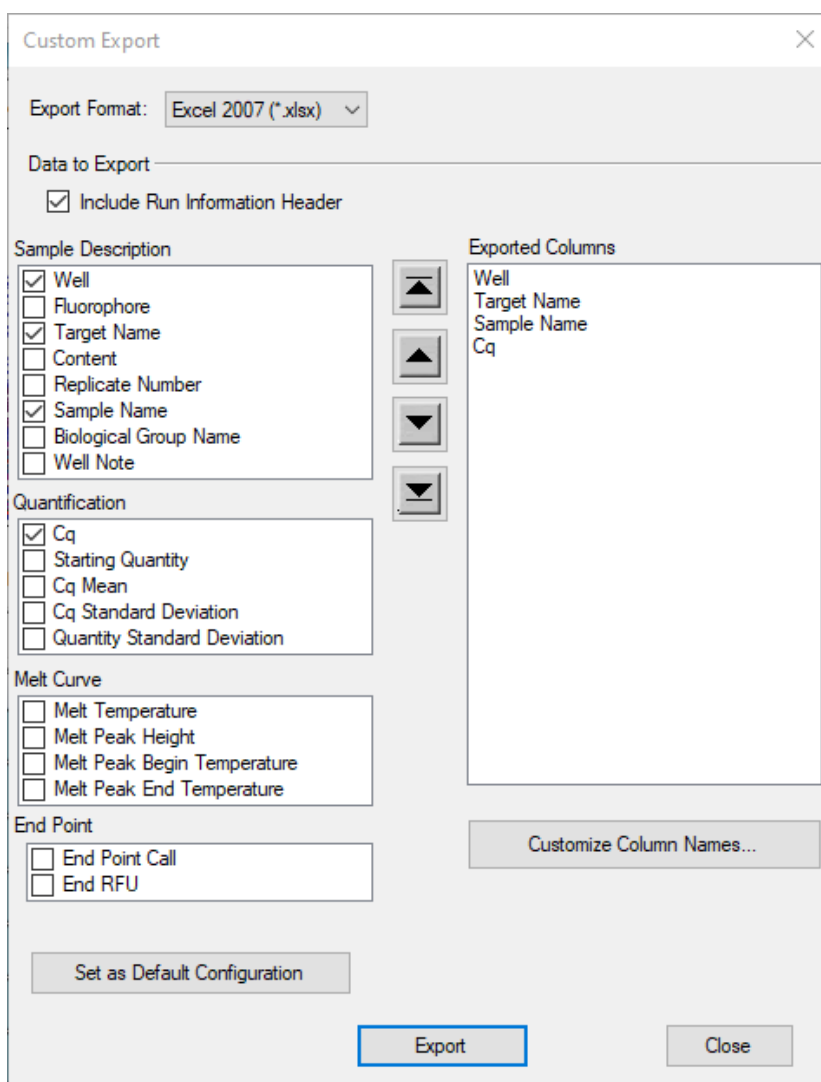 Custom Export
Export Format: Excel 2007 (*.xlsx)
Data to Export
Include Run Information Header
Sample Description
Well
Fluorophore
Target Name
Content
Replicate Number
Sample Name
Biological Group Name
Well Note
Quantification
Cq
Starting Quantity
Cq Mean
Cq Standard Deviation
Quantity Standard Deviation
Melt Curve
Melt Temperature
Melt Peak Height
Melt Peak Begin Temperature
Melt Peak End Temperature
End Point
End Point Call
End RFU
Exported Columns
Well
Target Name
Sample Name
Cq
Customize Column Names...
Set as Default Configuration
Export
Close